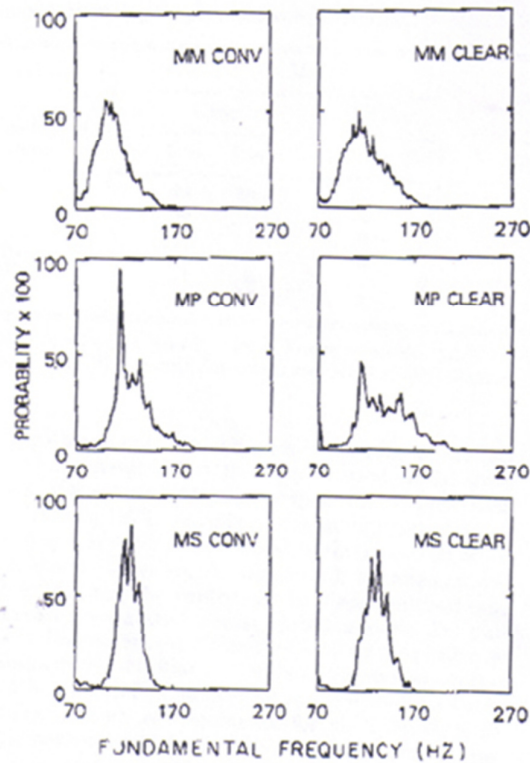 100
50
0
MM CONV
MM CLEAR
70 170 270
70 170 270
PROBABILITY x 100
100
50
0
MP CONV
MP CLEAR
70 170 270
70 170 270
100
50
0
MS CONV
MS CLEAR
70 170 270
70 170 270
FUNDAMENTAL FREQUENCY (HZ)